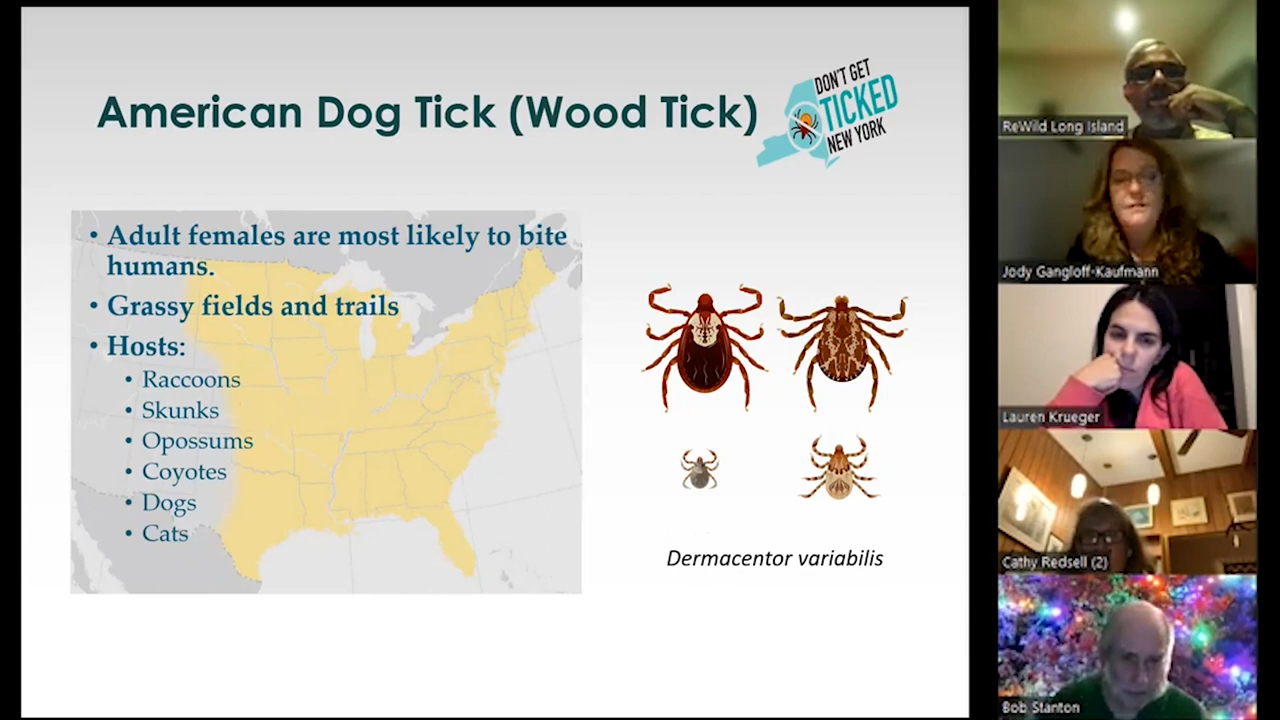 American Dog Tick (Wood Tick)
DON'T GET
TICKED
NEW YORK
• Adult females are most likely to bite
humans.
• Grassy fields and trails
• Hosts:
• Raccoons
• Skunks
• Opossums
• Coyotes
• Dogs
• Cats
Dermacentor variabilis
ReWild Long Island
Jody Gangloff-Kaufmann
Lauren Krueger
Cathy Redsell (2)
Bob Stanton